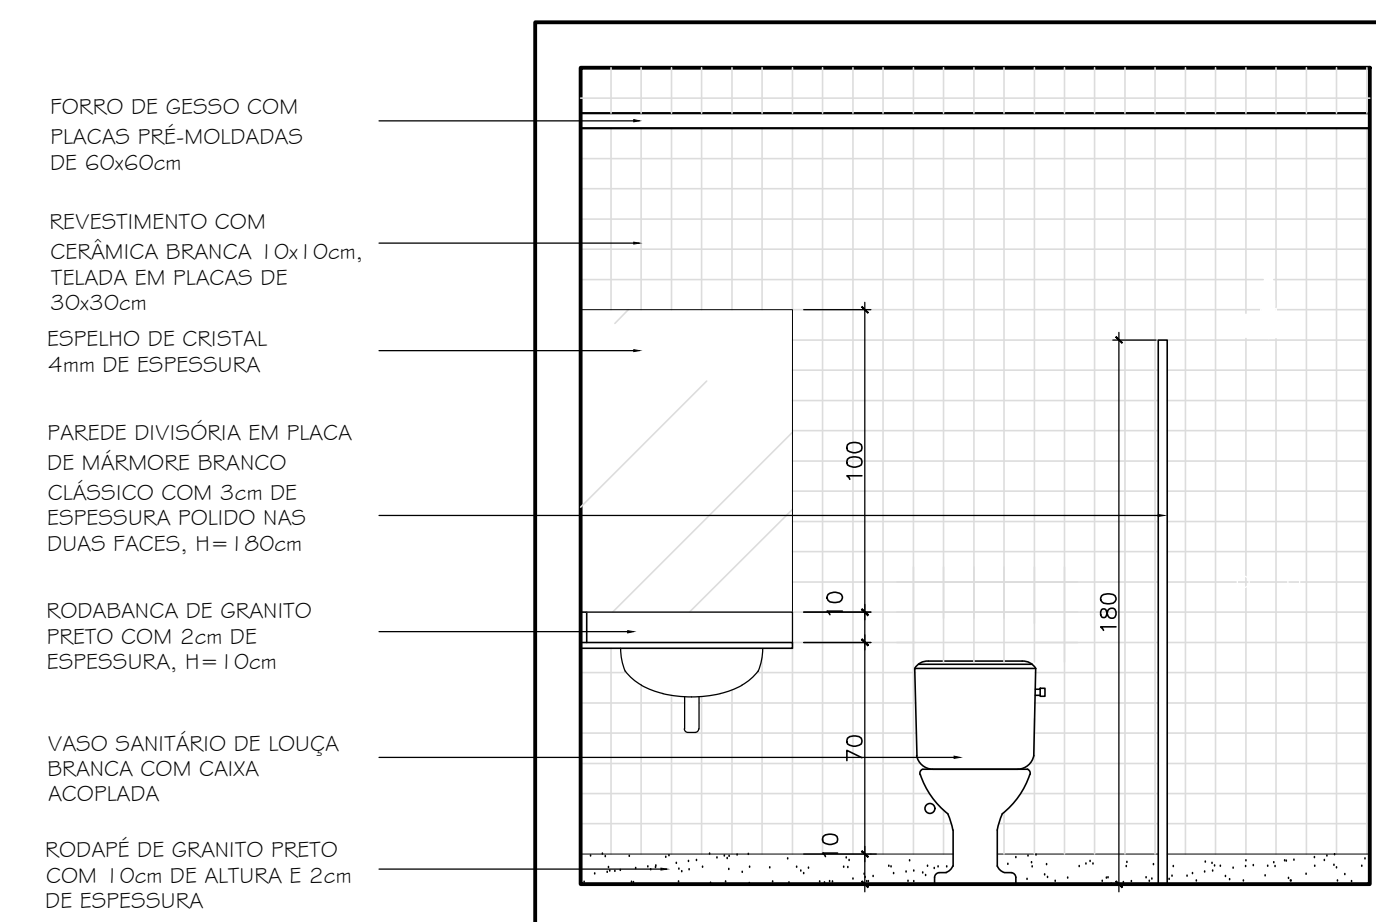 FORRO DE GESSO COM
PLACAS PRÉ-MOLDADAS
DE 60x60cm
REVESTIMENTO COM
CERÂMICA BRANCA 10x10cm,
TELADA EM PLACAS DE
30x30cm
ESPELHO DE CRISTAL
4mm DE ESPESSURA
PAREDE DIVISÓRIA EM PLACA
DE MÁRMORE BRANCO
CLÁSSICO COM 3cm DE
ESPESSURA POLIDO NAS
DUAS FACES, H=180cm
RODABANCA DE GRANITO
PRETO COM 2cm DE
ESPESSURA, H=10cm
VASO SANITÁRIO DE LOUÇA
BRANCA COM CAIXA
ACOPLADA
RODAPÉ DE GRANITO PRETO
COM 10cm DE ALTURA E 2cm
DE ESPESSURA
100
10
70
10
180